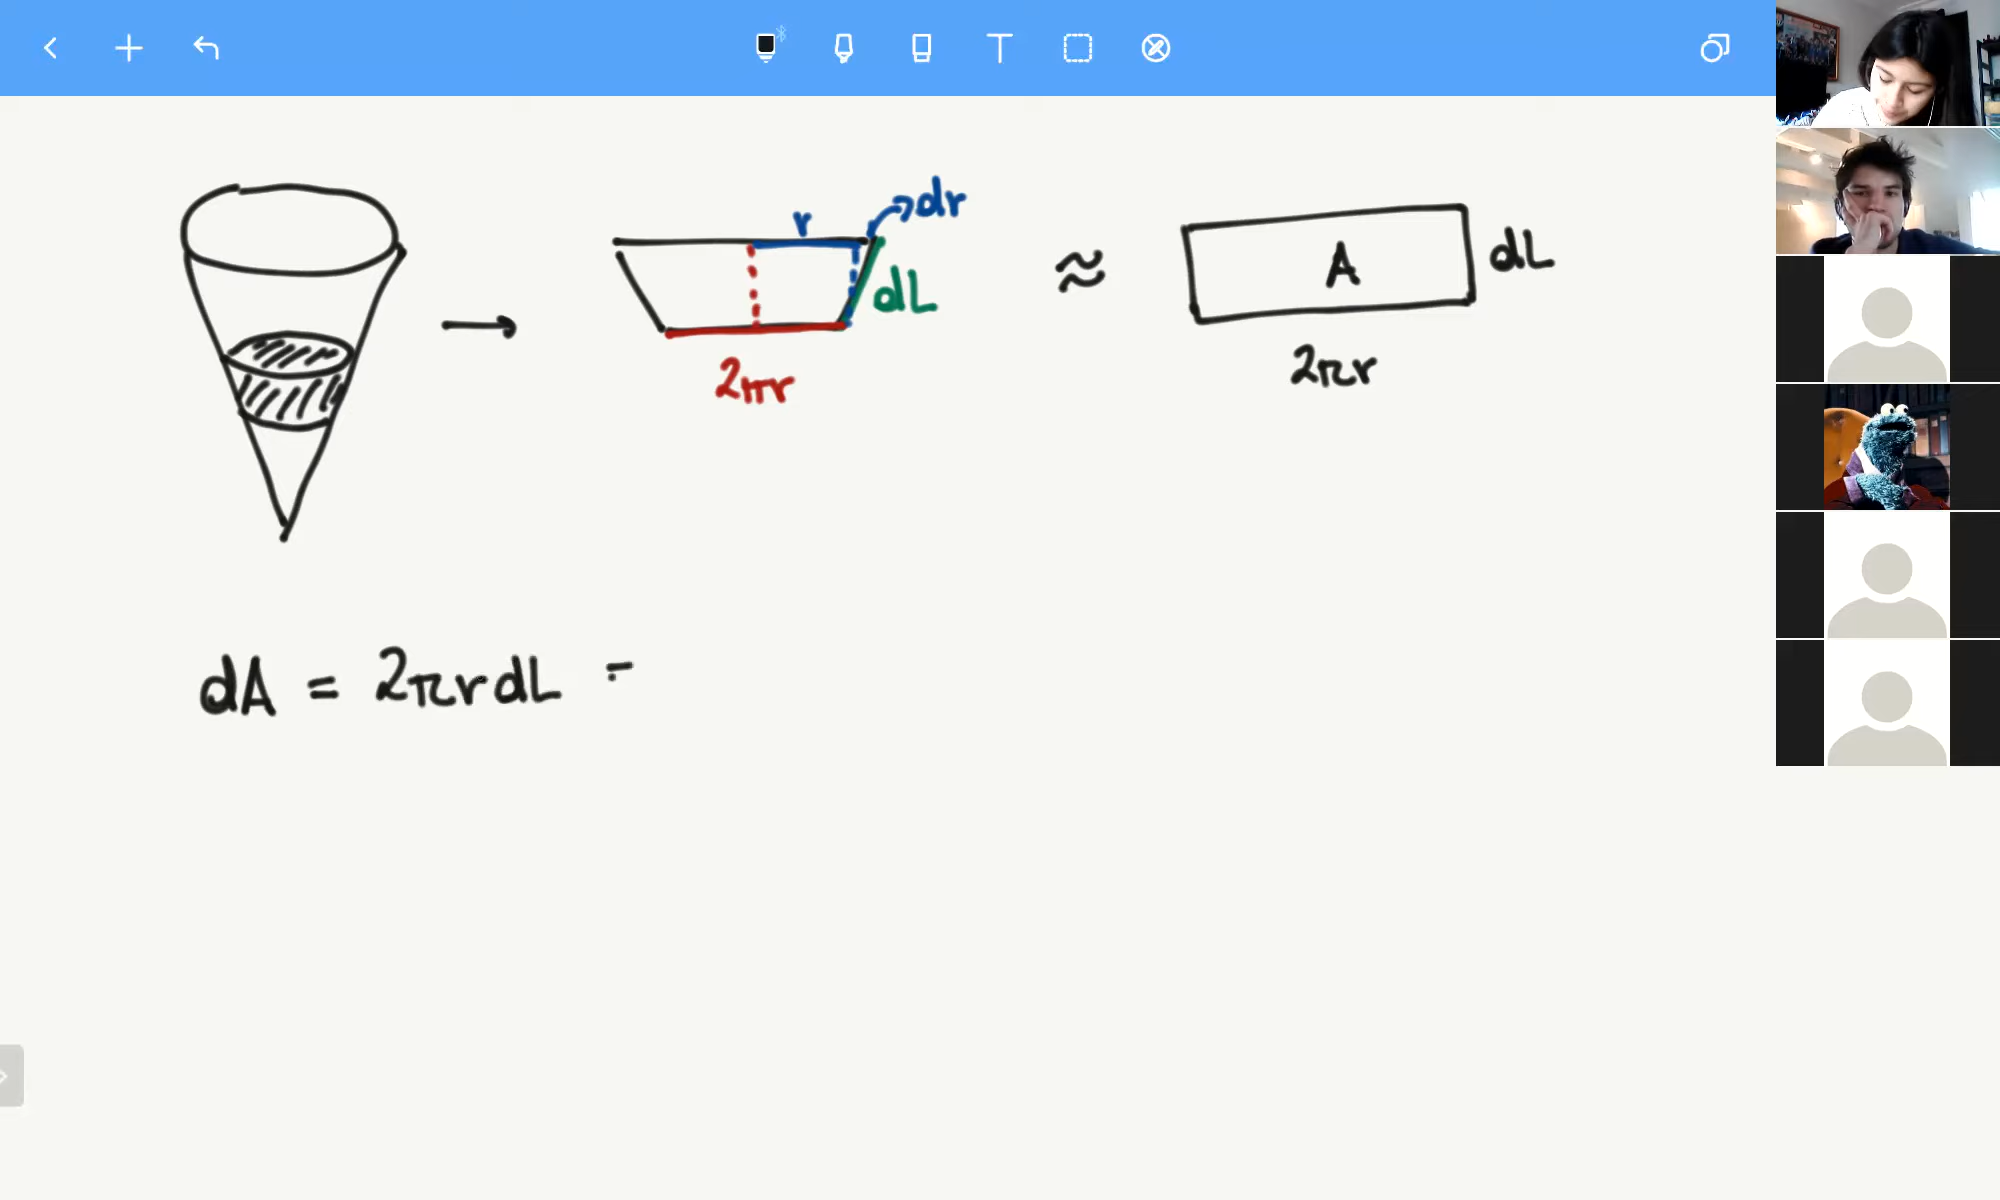 r
dr
dL
2πr
≈
A
dL
2πr
dA = 2πrdL =